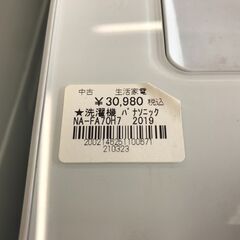 中古 生活家電
￥30,980 税込
★洗濯機 ﾊﾟﾅｿﾆｯｸ
NA-FA70H7 2019
2002148251100671
210323